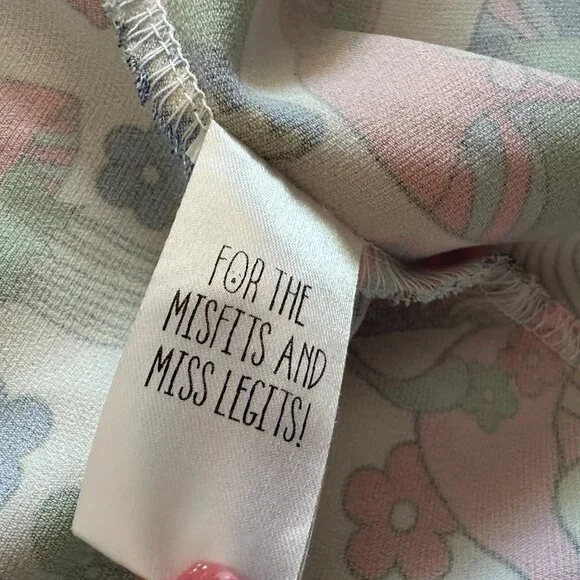 FOR THE
MISFITS AND
MISS LEGITS!